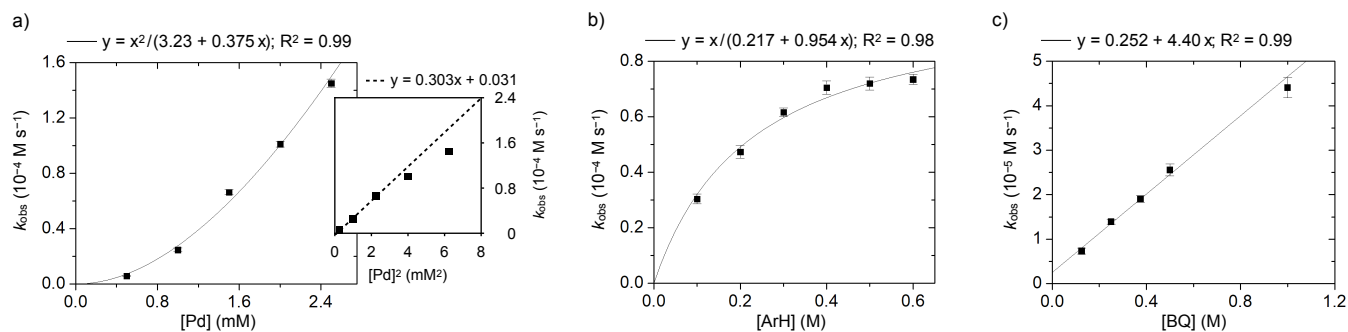 a)
y = x²/(3.23 + 0.375 x); R² = 0.99
1.6
1.2
0.8
0.4
0.0
k_obs (10⁻⁴ M s⁻¹)
0.0 0.8 1.6 2.4
[Pd] (mM)
y = 0.303x + 0.031
2.4
1.6
0.8
0
k_obs (10⁻⁴ M s⁻¹)
0 2 4 6 8
[Pd]² (mM²)
b)
y = x/(0.217 + 0.954 x); R² = 0.98
0.8
0.6
0.4
0.2
0.0
k_obs (10⁻⁴ M s⁻¹)
0.0 0.2 0.4 0.6
[ArH] (M)
c)
y = 0.252 + 4.40 x; R² = 0.99
5
4
3
2
1
0
k_obs (10⁻⁵ M s⁻¹)
0.0 0.4 0.8 1.2
[BQ] (M)